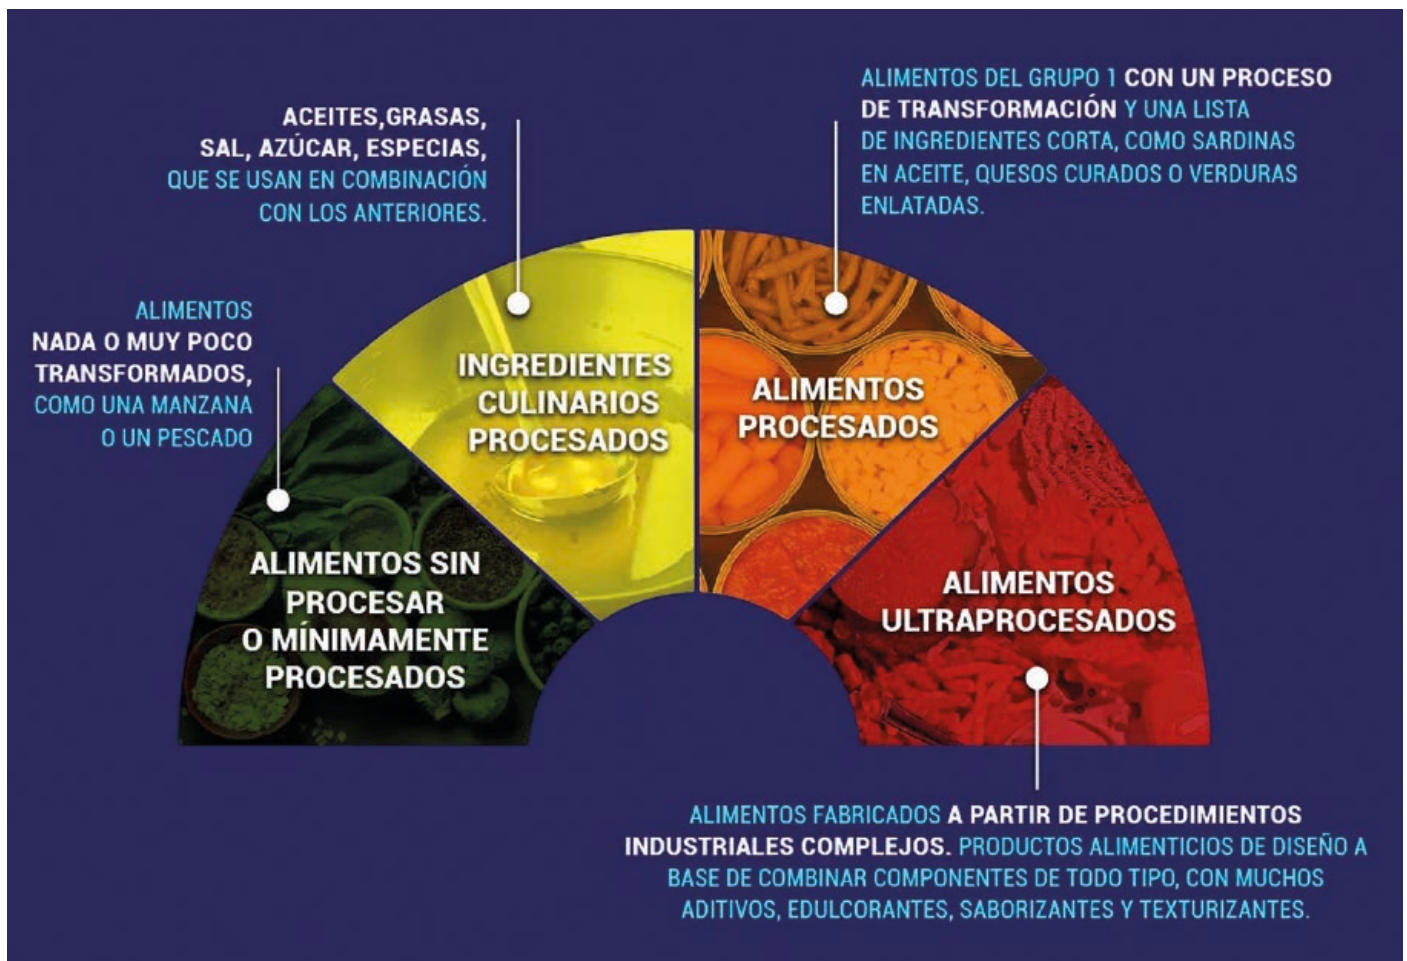 ACEITES,GRASAS,
SAL, AZÚCAR, ESPECIAS,
QUE SE USAN EN COMBINACIÓN
CON LOS ANTERIORES.
ALIMENTOS DEL GRUPO 1 CON UN PROCESO
DE TRANSFORMACIÓN Y UNA LISTA
DE INGREDIENTES CORTA, COMO SARDINAS
EN ACEITE, QUESOS CURADOS O VERDURAS
ENLATADAS.
ALIMENTOS
NADA O MUY POCO
TRANSFORMADOS,
COMO UNA MANZANA
O UN PESCADO
INGREDIENTES
CULINARIOS
PROCESADOS
ALIMENTOS
PROCESADOS
ALIMENTOS SIN
PROCESAR
O MÍNIMAMENTE
PROCESADOS
ALIMENTOS
ULTRAPROCESADOS
ALIMENTOS FABRICADOS A PARTIR DE PROCEDIMIENTOS
INDUSTRIALES COMPLEJOS. PRODUCTOS ALIMENTICIOS DE DISEÑO A
BASE DE COMBINAR COMPONENTES DE TODO TIPO, CON MUCHOS
ADITIVOS, EDULCORANTES, SABORIZANTES Y TEXTURIZANTES.